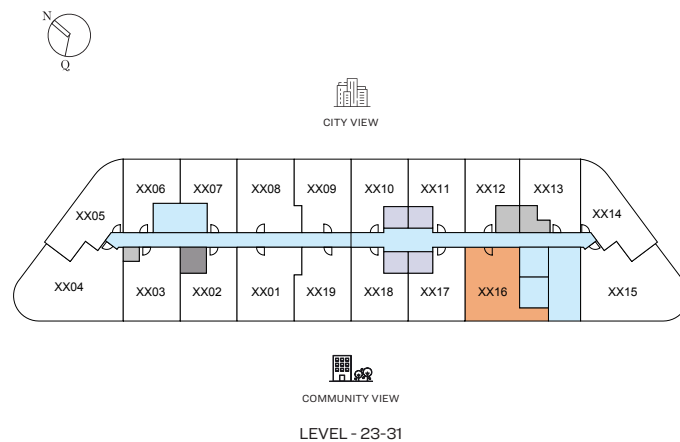 N
Q
CITY VIEW
XX06 XX07 XX08 XX09 XX10 XX11 XX12 XX13
XX05 XX14
XX04 XX03 XX02 XX01 XX19 XX18 XX17 XX16 XX15
COMMUNITY VIEW
LEVEL - 23-31